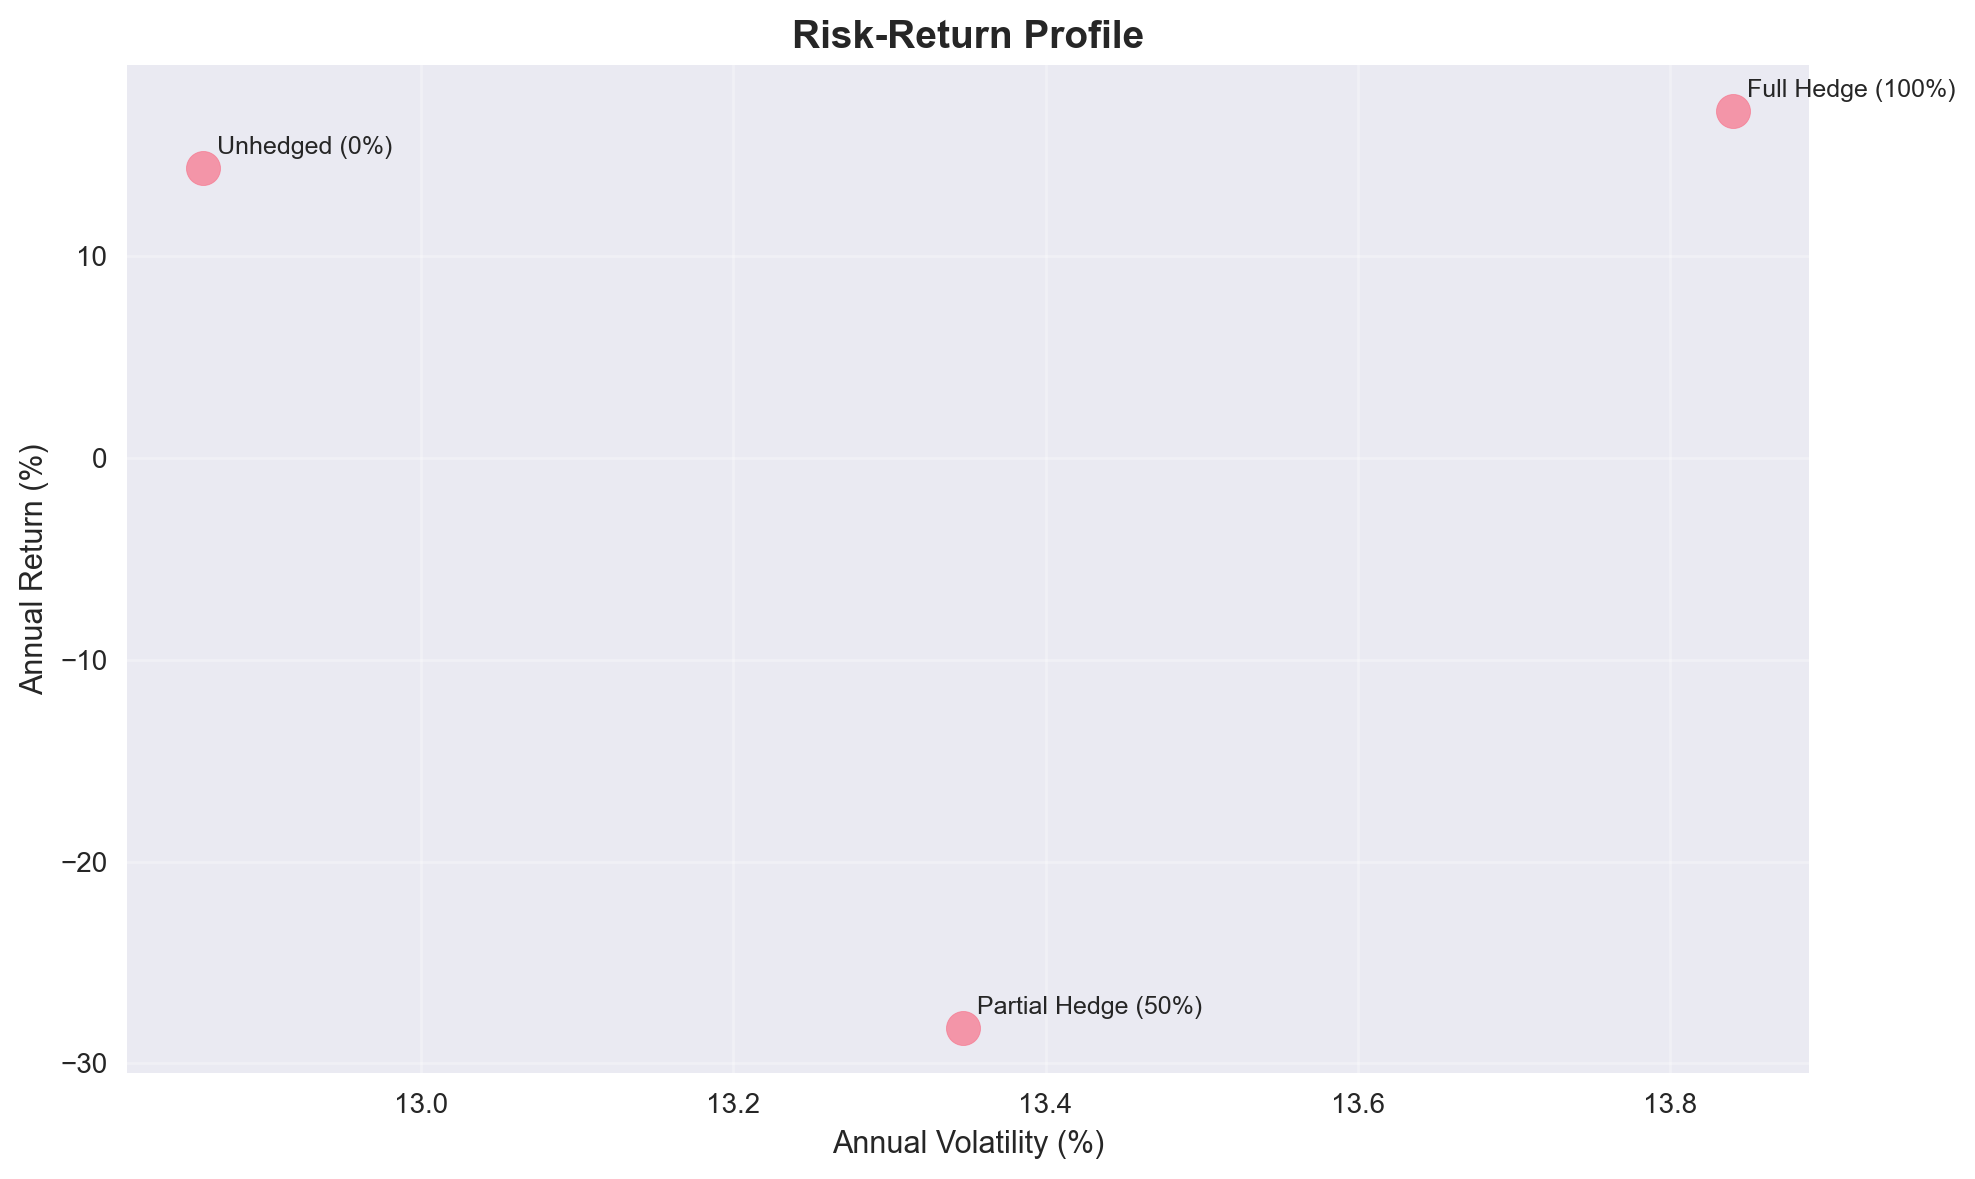 Risk-Return Profile
Full Hedge (100%)
Unhedged (0%)
10
0
−10
−20
−30
Annual Return (%)
Partial Hedge (50%)
13.0
13.2
13.4
13.6
13.8
Annual Volatility (%)